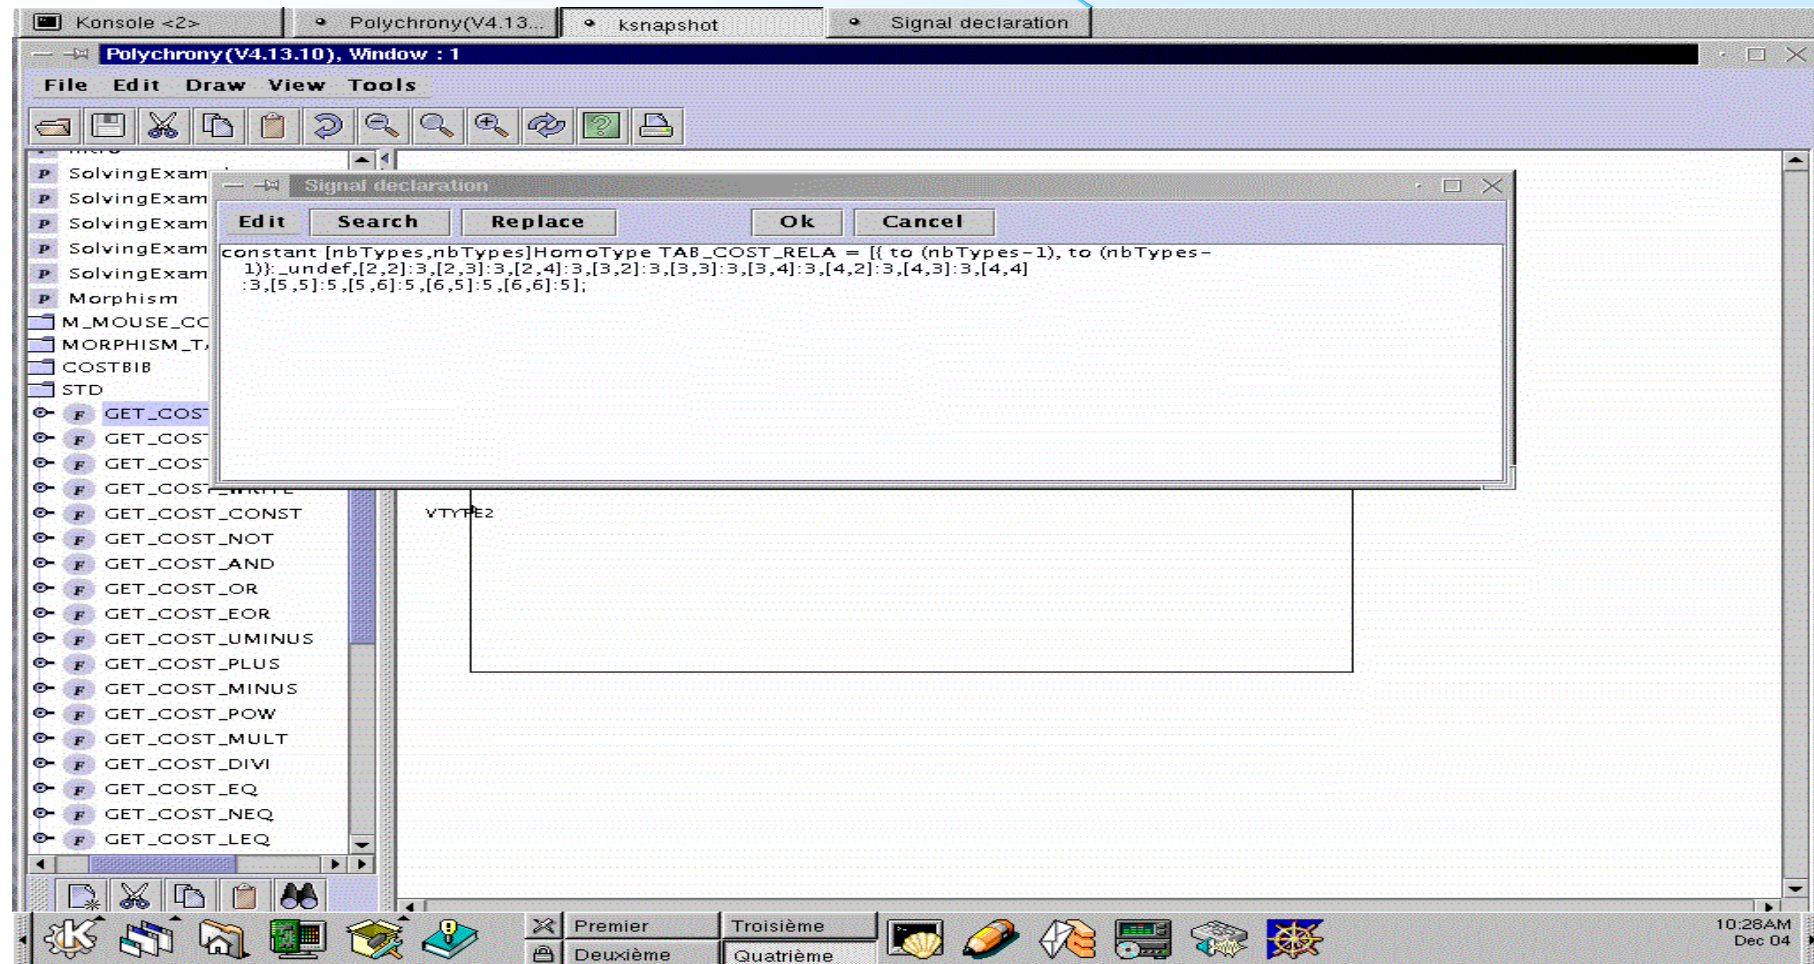 Konsole <2>
Polychrony(V4.13...
ksnapshot
Signal declaration
Polychrony(V4.13.10), Window : 1
File Edit Draw View Tools
SolvingExam
SolvingExam
SolvingExam
SolvingExam
SolvingExam
Morphism
M_MOUSE_CO
MORPHISM_T
COSTBIB
STD
GET_COST
GET_COST
GET_COST
GET_COST_WRITE
GET_COST_CONST
GET_COST_NOT
GET_COST_AND
GET_COST_OR
GET_COST_EOR
GET_COST_UMINUS
GET_COST_PLUS
GET_COST_MINUS
GET_COST_POW
GET_COST_MULT
GET_COST_DIVI
GET_COST_EQ
GET_COST_NEQ
GET_COST_LEQ
Signal declaration
Edit Search Replace Ok Cancel
constant [nbTypes,nbTypes]HomoType TAB_COST_RELA = [{ to (nbTypes-1), to (nbTypes-
1)}:_undef,[2,2]:3,[2,3]:3,[2,4]:3,[3,2]:3,[3,3]:3,[3,4]:3,[4,2]:3,[4,3]:3,[4,4]
:3,[5,5]:5,[5,6]:5,[6,5]:5,[6,6]:5];
VTYPE2
Premier
Troisième
Deuxième
Quatrième
10:28AM
Dec 04